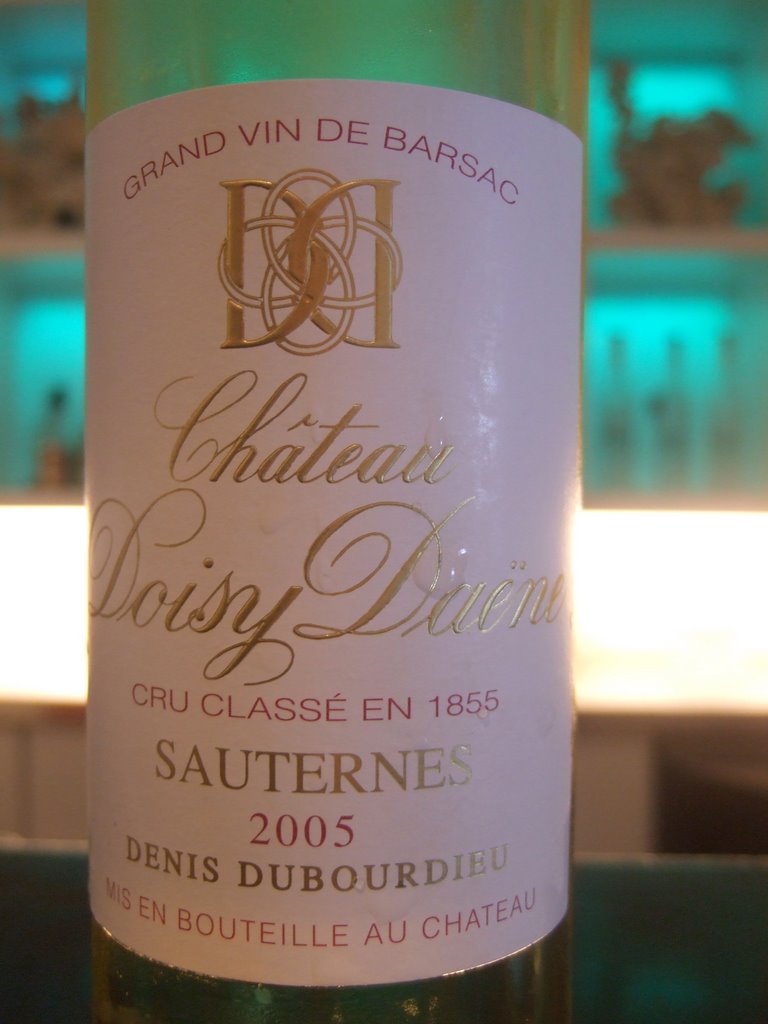 GRAND VIN DE BARSAC
DD
Château
Doisy Daëne
CRU CLASSÉ EN 1855
SAUTERNES
2005
DENIS DUBOURDIEU
MIS EN BOUTEILLE AU CHATEAU